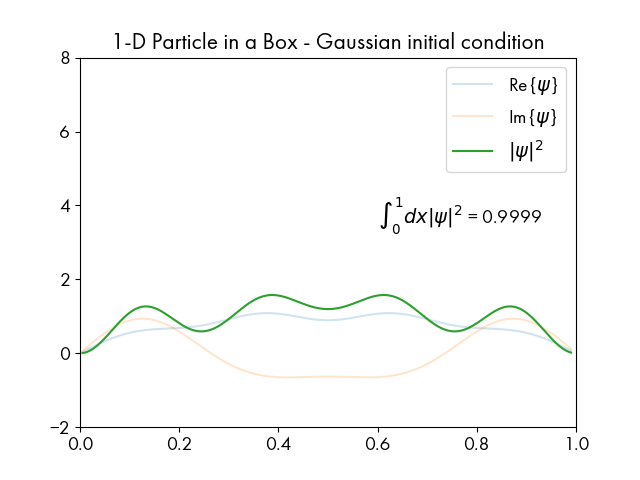 1-D Particle in a Box - Gaussian initial condition
8
6
4
2
0
−2
0.0 0.2 0.4 0.6 0.8 1.0
Re{ψ}
Im{ψ}
|ψ|²
∫₀¹dx|ψ|² = 0.9999